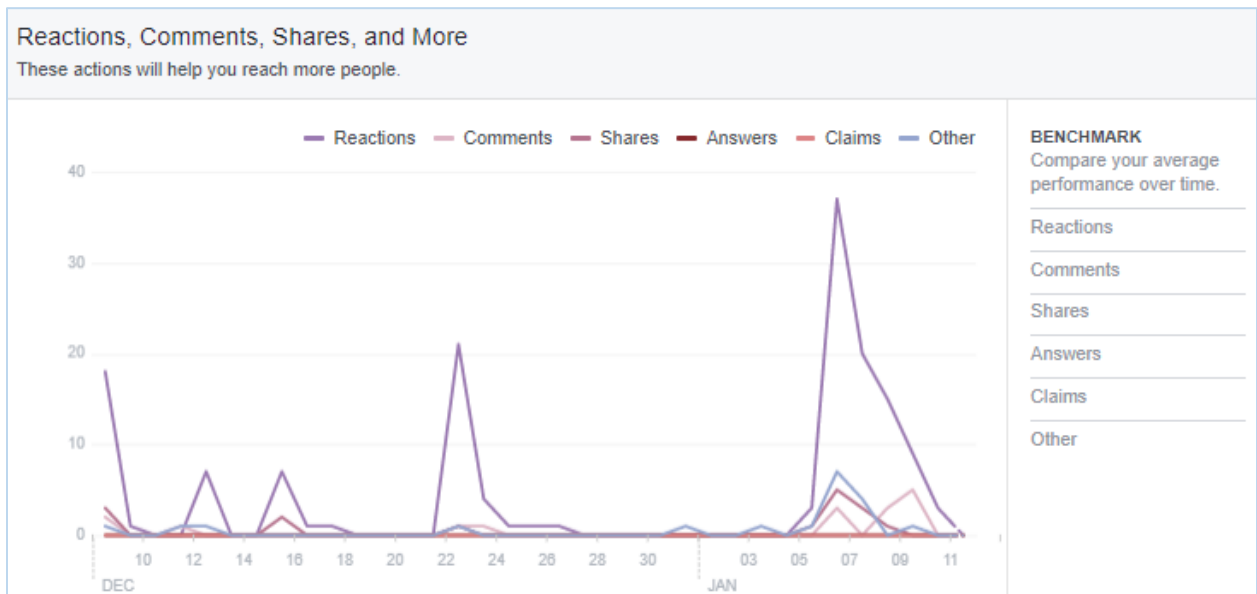 Reactions, Comments, Shares, and More
These actions will help you reach more people.
Reactions Comments Shares Answers Claims Other
40
30
20
10
0
10 12 14 16 18 20 22 24 26 28 30 03 05 07 09 11
DEC JAN
BENCHMARK
Compare your average
performance over time.
Reactions
Comments
Shares
Answers
Claims
Other